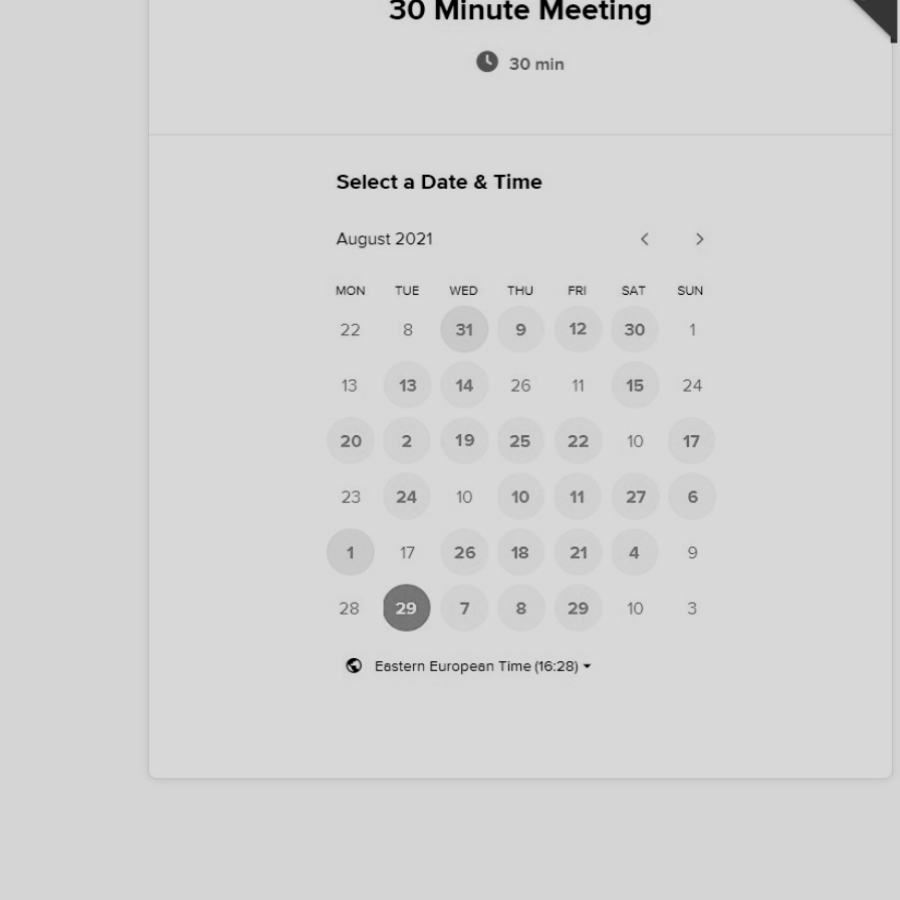 30 Minute Meeting
30 min
Select a Date & Time
August 2021
MON TUE WED THU FRI SAT SUN
22 8 31 9 12 30 1
13 13 14 26 11 15 24
20 2 19 25 22 10 17
23 24 10 10 11 27 6
1 17 26 18 21 4 9
28 29 7 8 29 10 3
Eastern European Time (16:28)